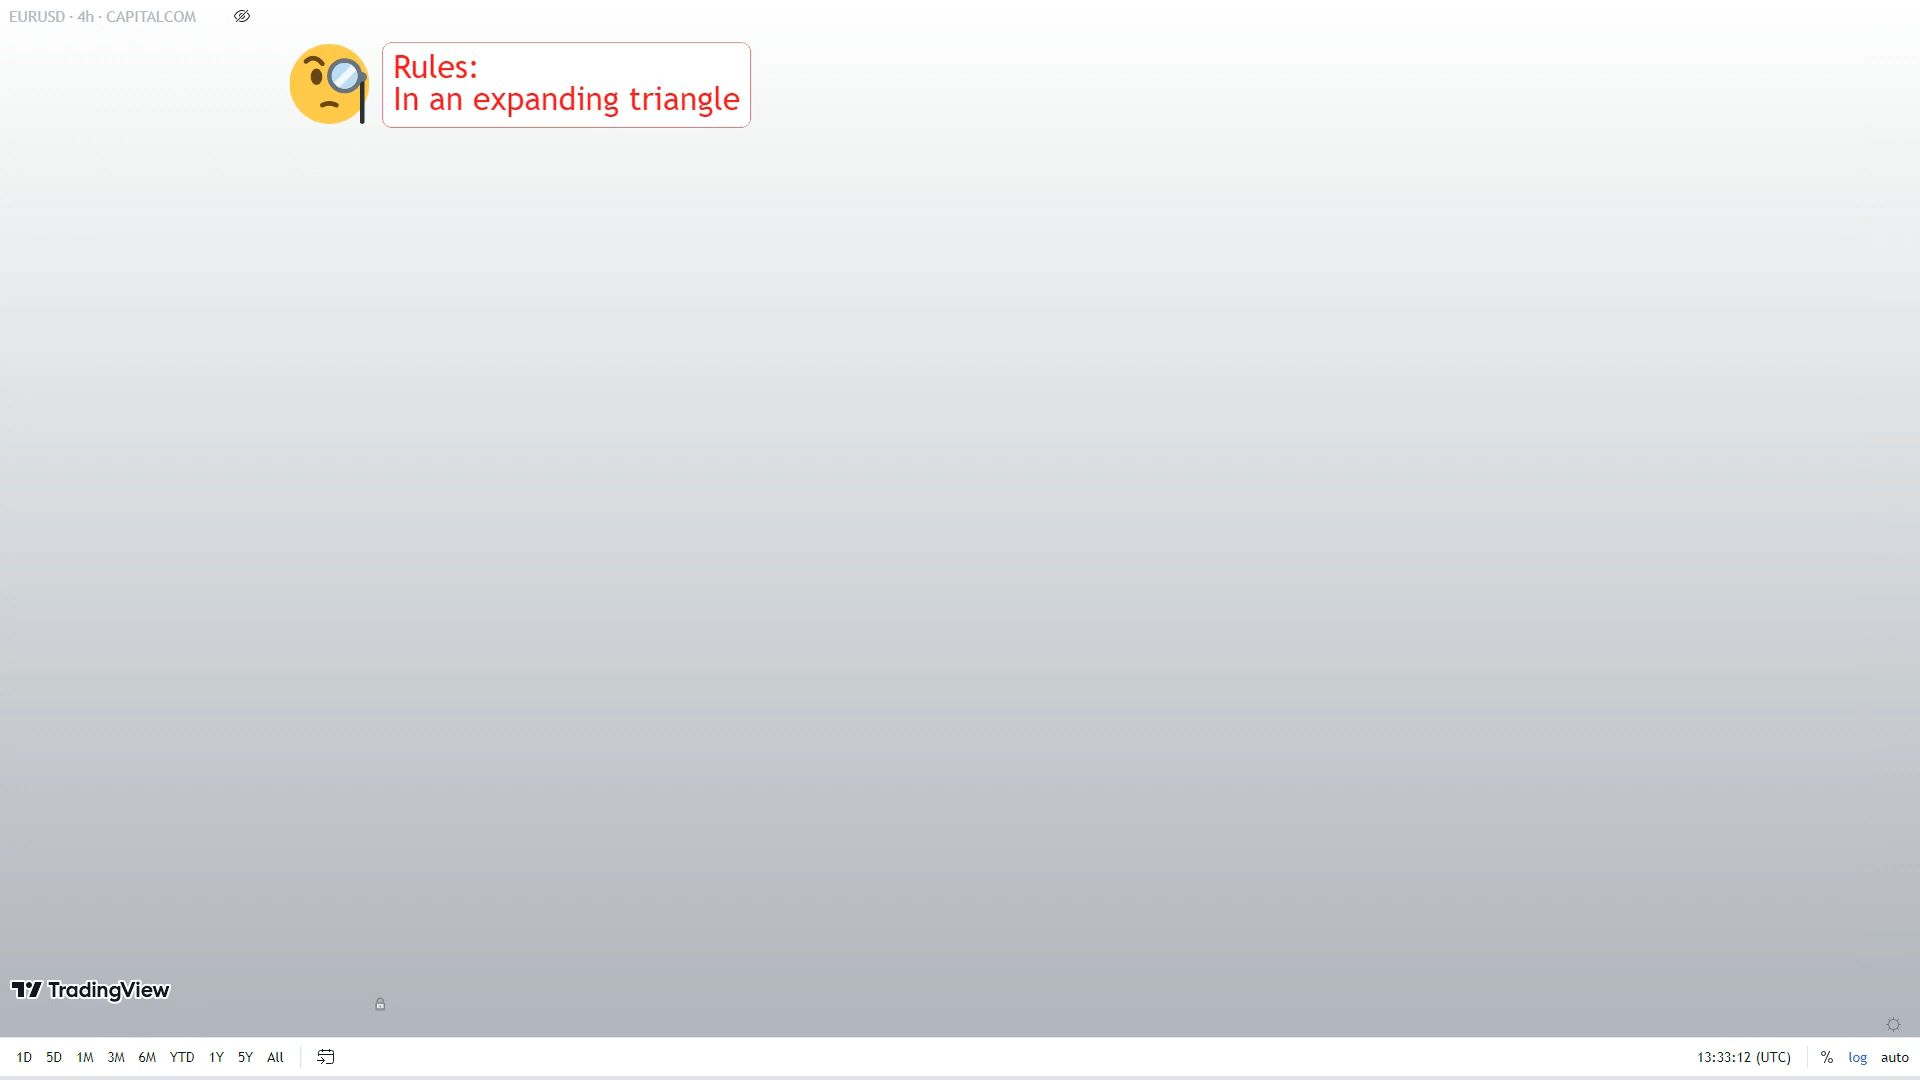 EURUSD · 4h · CAPITALCOM
Rules:
In an expanding triangle
TradingView
1D 5D 1M 3M 6M YTD 1Y 5Y All 13:33:12 (UTC) % log auto